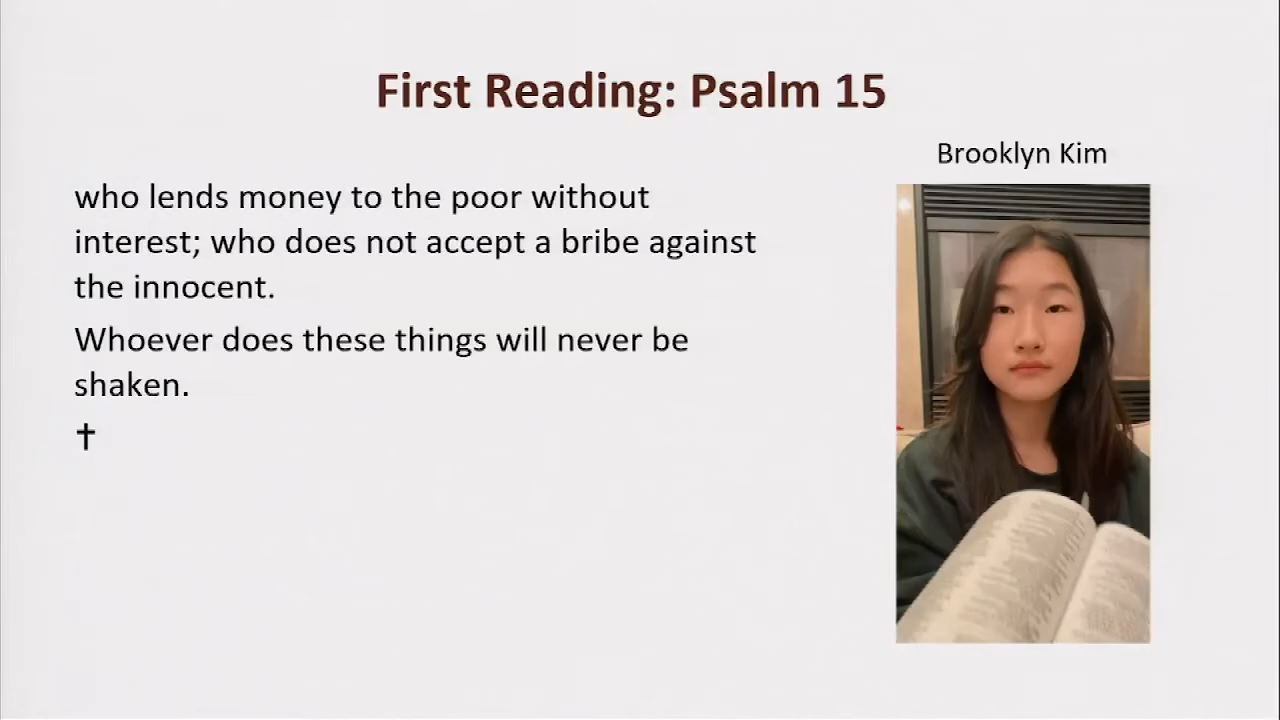 First Reading: Psalm 15
Brooklyn Kim
who lends money to the poor without
interest; who does not accept a bribe against
the innocent.
Whoever does these things will never be
shaken.
✝